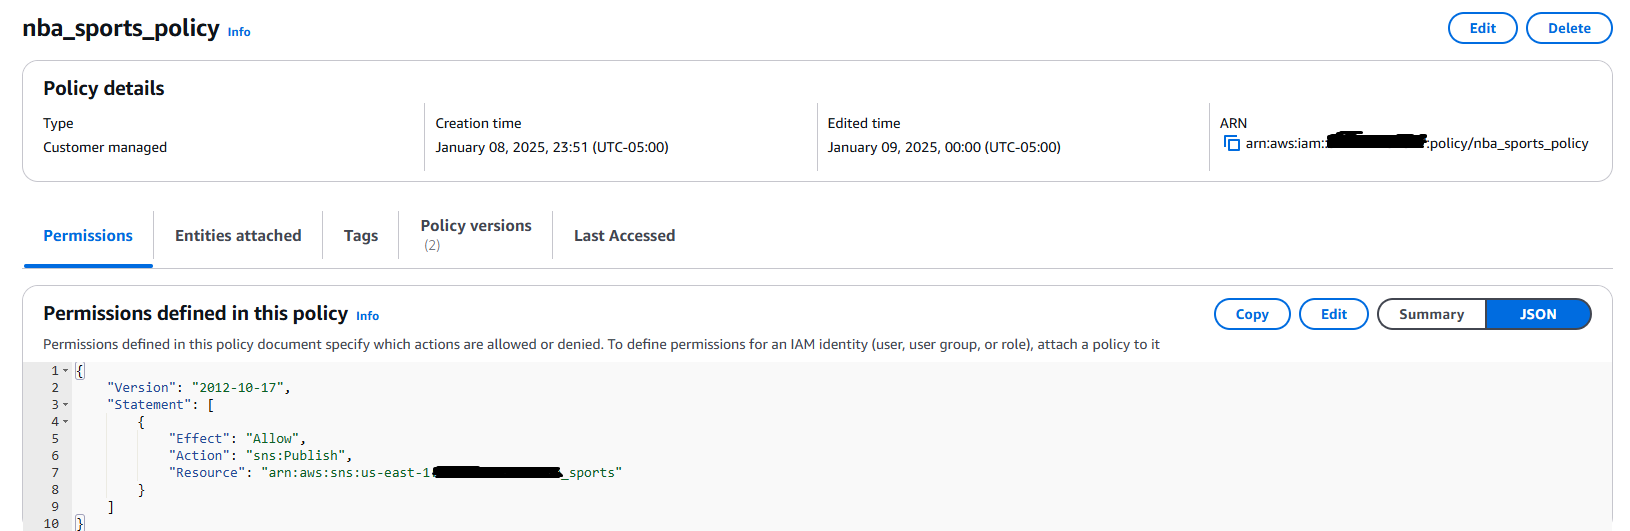 nba_sports_policy Info
Edit
Delete
Policy details
Type
Customer managed
Creation time
January 08, 2025, 23:51 (UTC-05:00)
Edited time
January 09, 2025, 00:00 (UTC-05:00)
ARN
arn:aws:iam: :policy/nba_sports_policy
Permissions
Entities attached
Tags
Policy versions
(2)
Last Accessed
Permissions defined in this policy Info
Copy
Edit
Summary
JSON
Permissions defined in this policy document specify which actions are allowed or denied. To define permissions for an IAM identity (user, user group, or role), attach a policy to it
1 {
2 "Version": "2012-10-17",
3 "Statement": [
4 {
5 "Effect": "Allow",
6 "Action": "sns:Publish",
7 "Resource": "arn:aws:sns:us-east-1 _sports"
8 }
9 ]
10 }